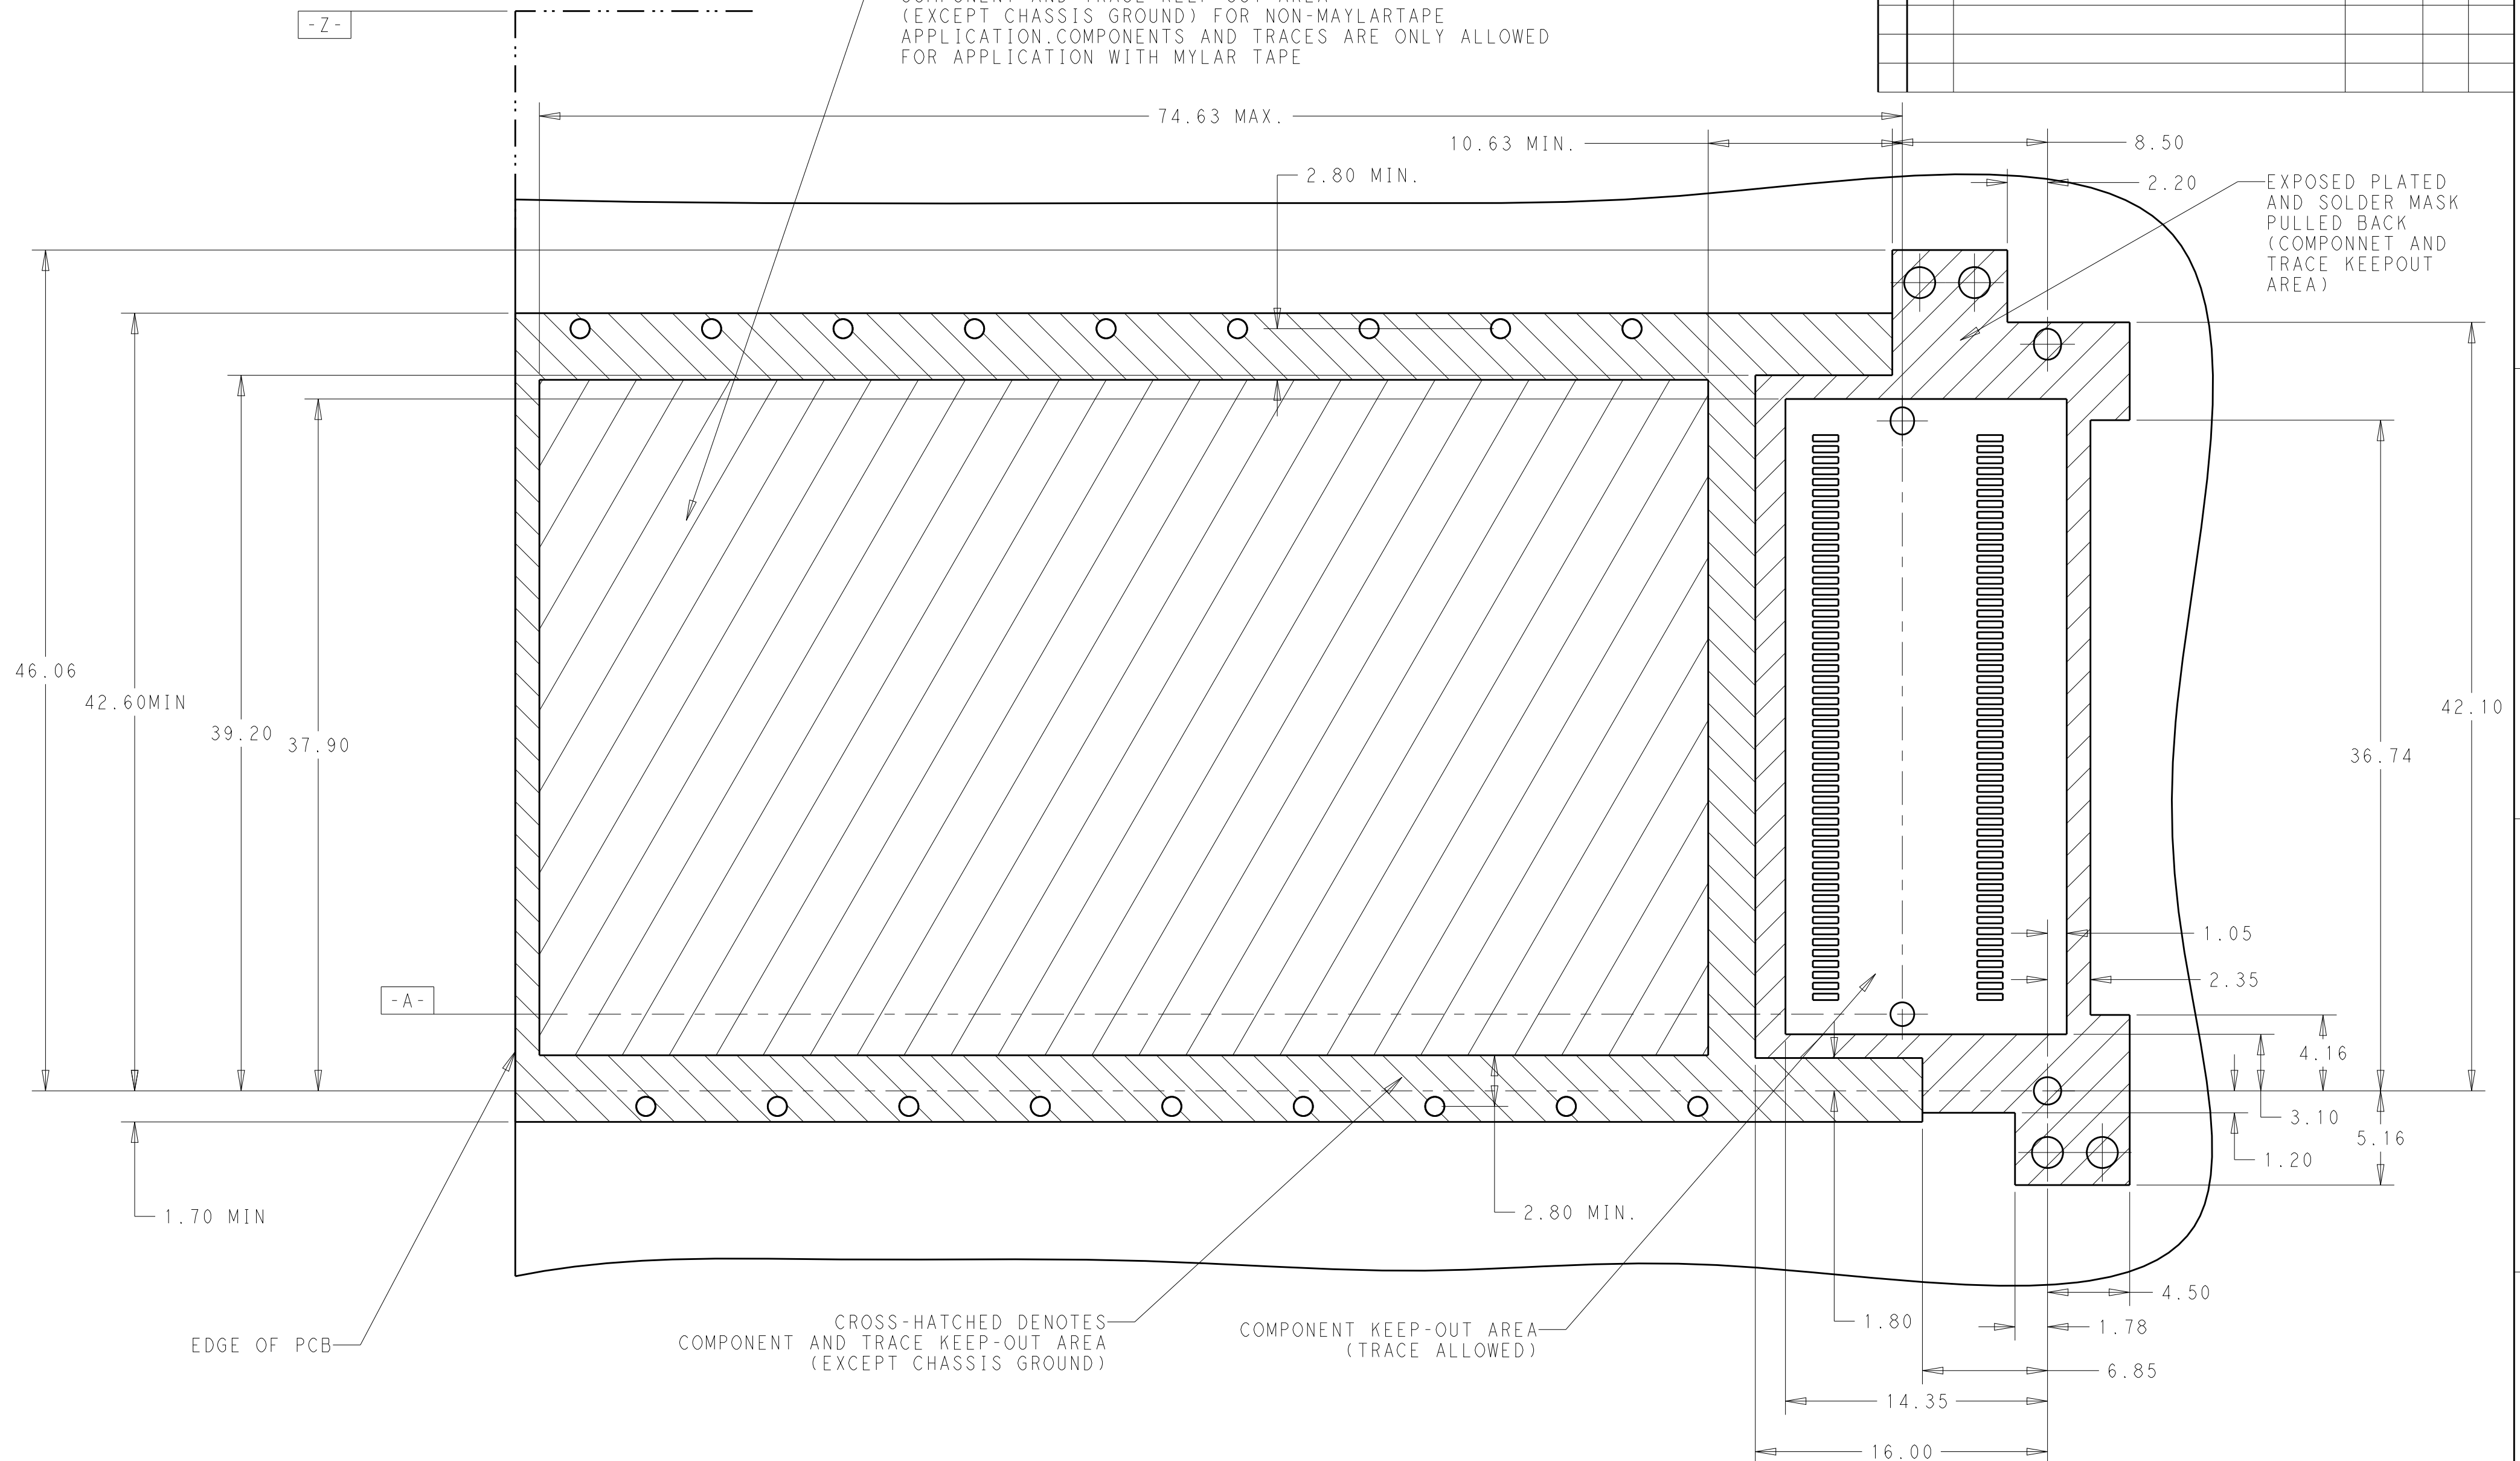 -Z-
(EXCEPT CHASSIS GROUND) FOR NON-MAYLARTAPE
APPLICATION.COMPONENTS AND TRACES ARE ONLY ALLOWED
FOR APPLICATION WITH MYLAR TAPE
74.63 MAX.
10.63 MIN.
8.50
2.80 MIN.
2.20
EXPOSED PLATED
AND SOLDER MASK
PULLED BACK
(COMPONNET AND
TRACE KEEPOUT
AREA)
46.06
42.60MIN
39.20
37.90
42.10
36.74
1.05
2.35
-A-
4.16
3.10
5.16
1.20
1.70 MIN
2.80 MIN.
4.50
1.80
1.78
CROSS-HATCHED DENOTES
COMPONENT AND TRACE KEEP-OUT AREA
(EXCEPT CHASSIS GROUND)
COMPONENT KEEP-OUT AREA
(TRACE ALLOWED)
EDGE OF PCB
6.85
14.35
16.00